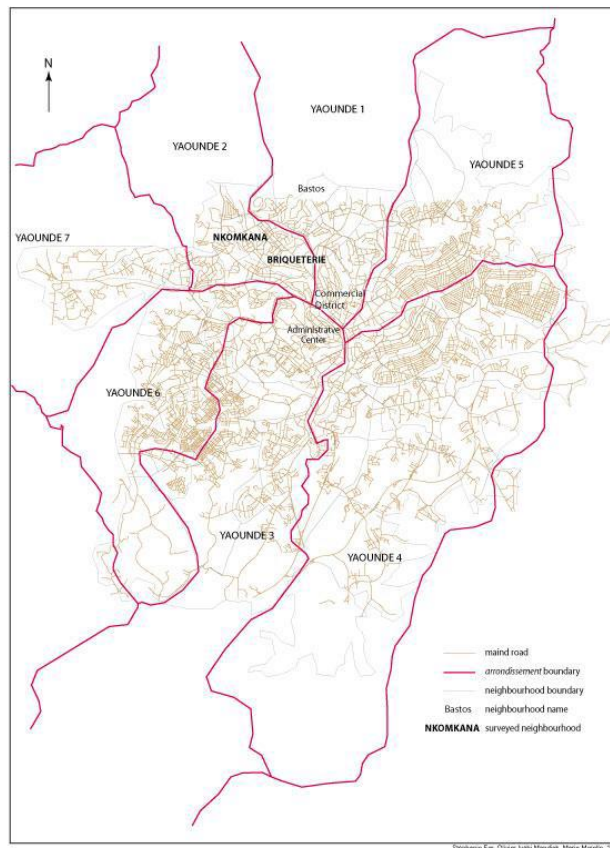 N
YAOUNDE 1
YAOUNDE 2
YAOUNDE 5
Bastos
YAOUNDE 7
NKOMKANA
BRIQUETERIE
Commercial
District
Administrative
Center
YAOUNDE 6
YAOUNDE 3
YAOUNDE 4
maind road
arrondissement boundary
neighbourhood boundary
Bastos neighbourhood name
NKOMKANA surveyed neighbourhood